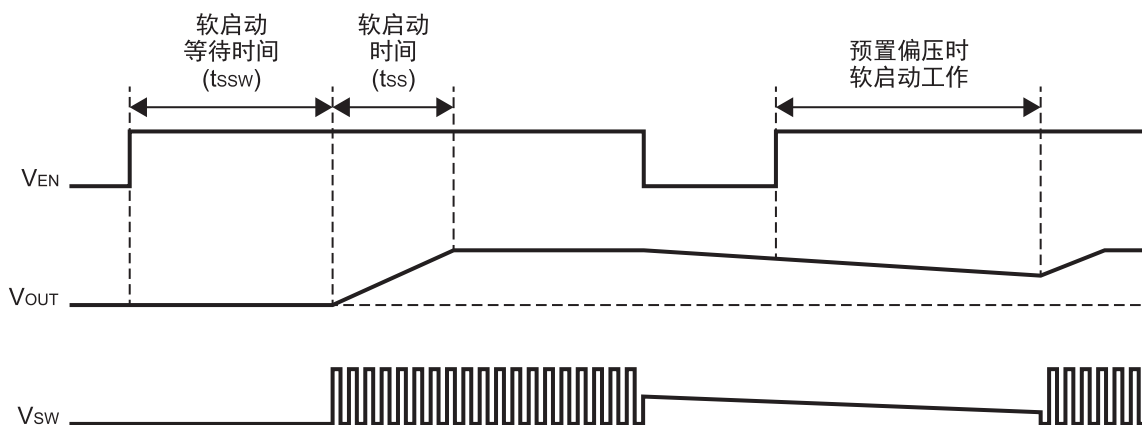 软启动
等待时间
(tSSW)
软启动
时间
(tSS)
预置偏压时
软启动工作
VEN
VOUT
VSW